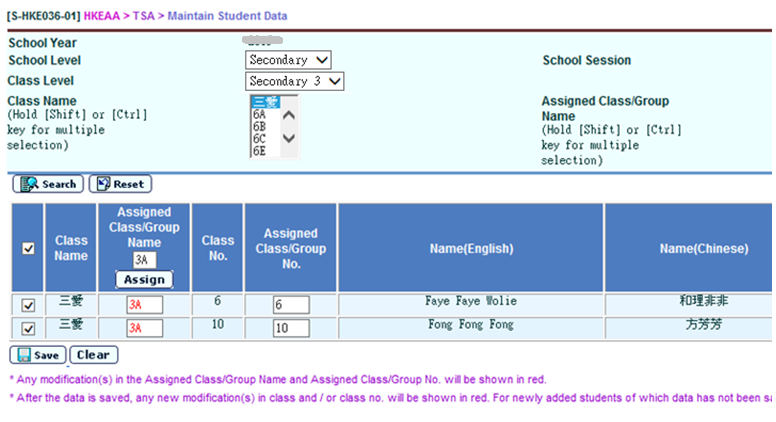 [S-HKE036-01] HKEAA > TSA > Maintain Student Data
School Year
School Level Secondary School Session
Class Level Secondary 3
Class Name 三愛 Assigned Class/Group
(Hold [Shift] or [Ctrl] 6A Name
key for multiple 6B (Hold [Shift] or [Ctrl]
selection) 6C key for multiple
6E selection)
Search Reset
Class Name Assigned Class/Group Name 3A Assign Class No. Assigned Class/Group No. Name(English) Name(Chinese)
三愛 3A 6 6 Faye Faye Wolie 和理非非
三愛 3A 10 10 Fong Fong Fong 方芳芳
Save Clear
* Any modification(s) in the Assigned Class/Group Name and Assigned Class/Group No. will be shown in red.
* After the data is saved, any new modification(s) in class and / or class no. will be shown in red. For newly added students of which data has not been sa